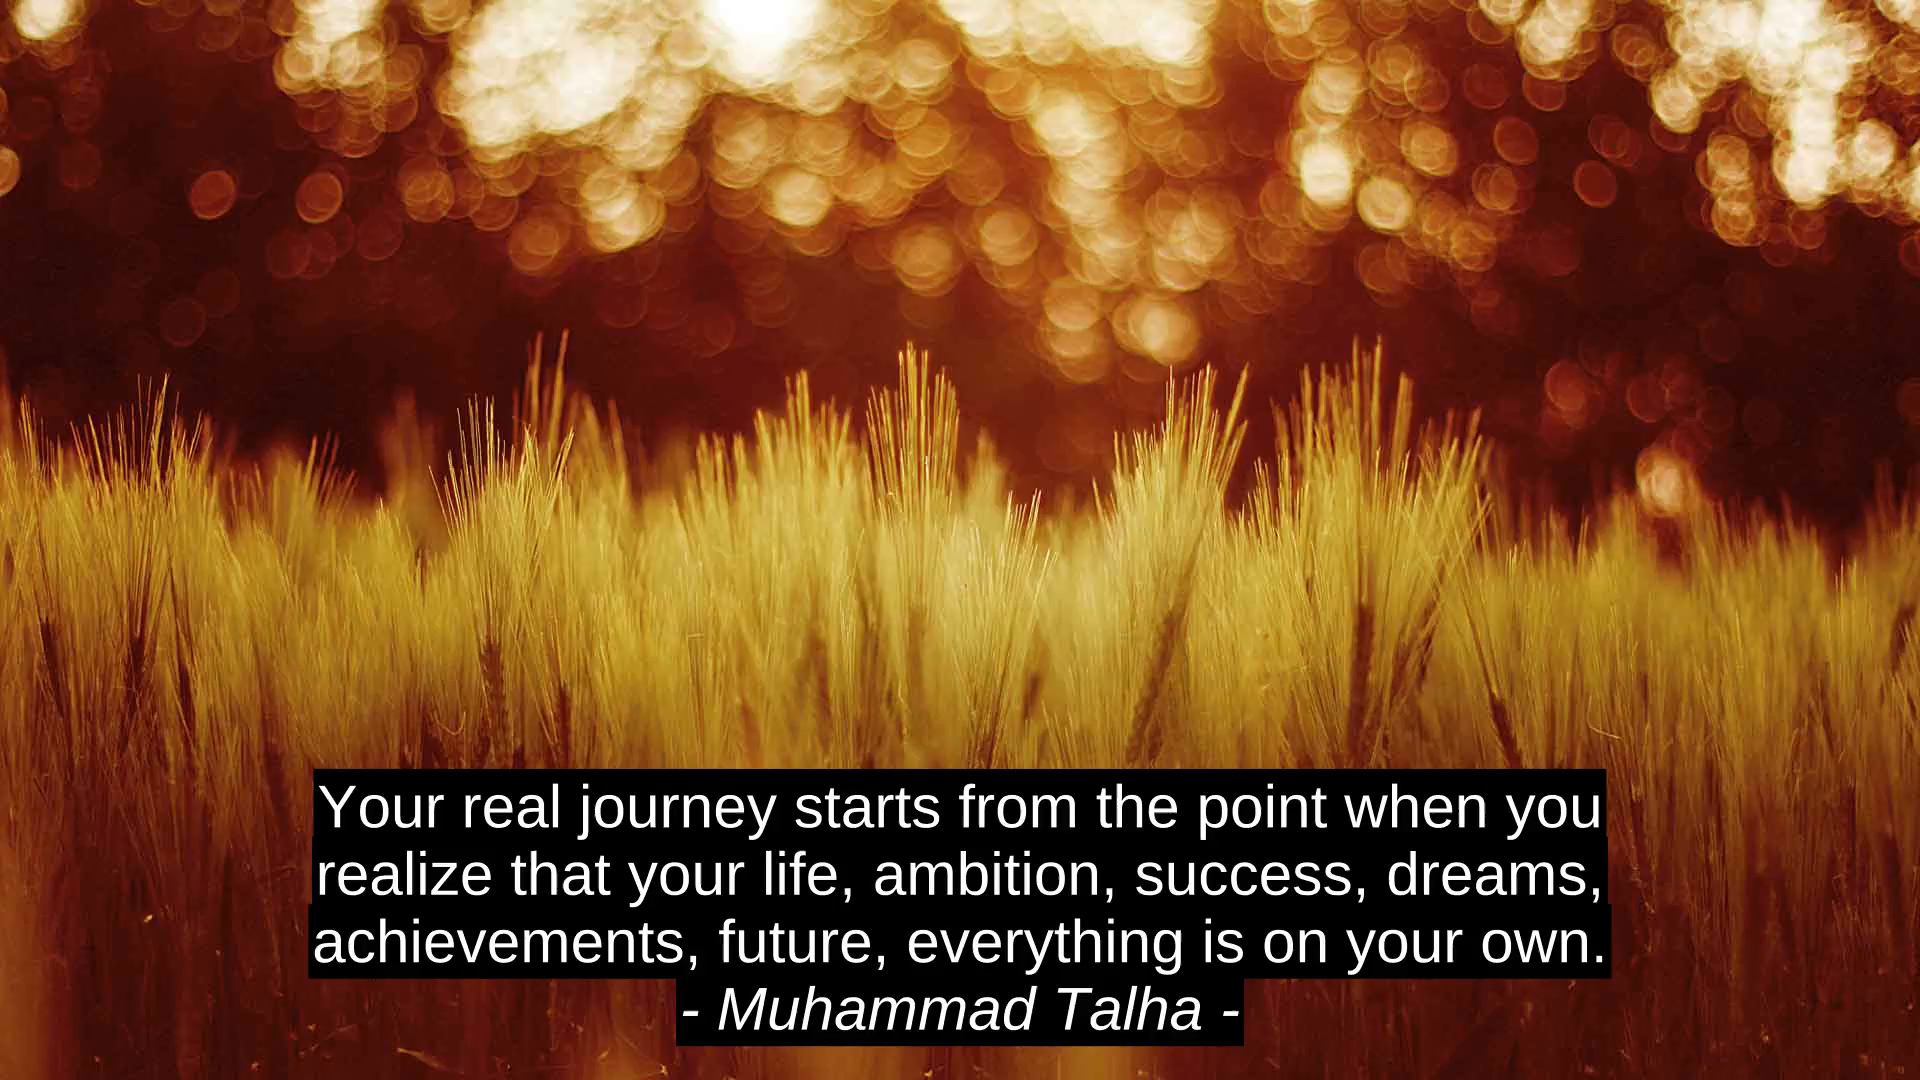 Your real journey starts from the point when you
realize that your life, ambition, success, dreams,
achievements, future, everything is on your own.
- Muhammad Talha -